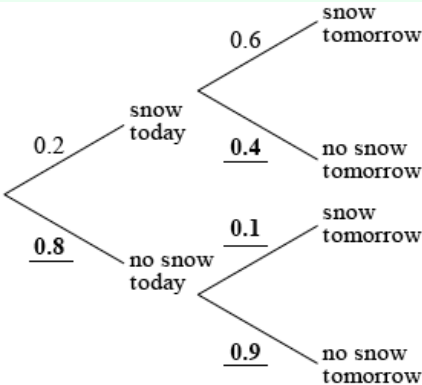 snow
tomorrow
0.6
snow
today
0.2
0.4
no snow
tomorrow
snow
tomorrow
0.1
0.8
no snow
today
0.9
no snow
tomorrow